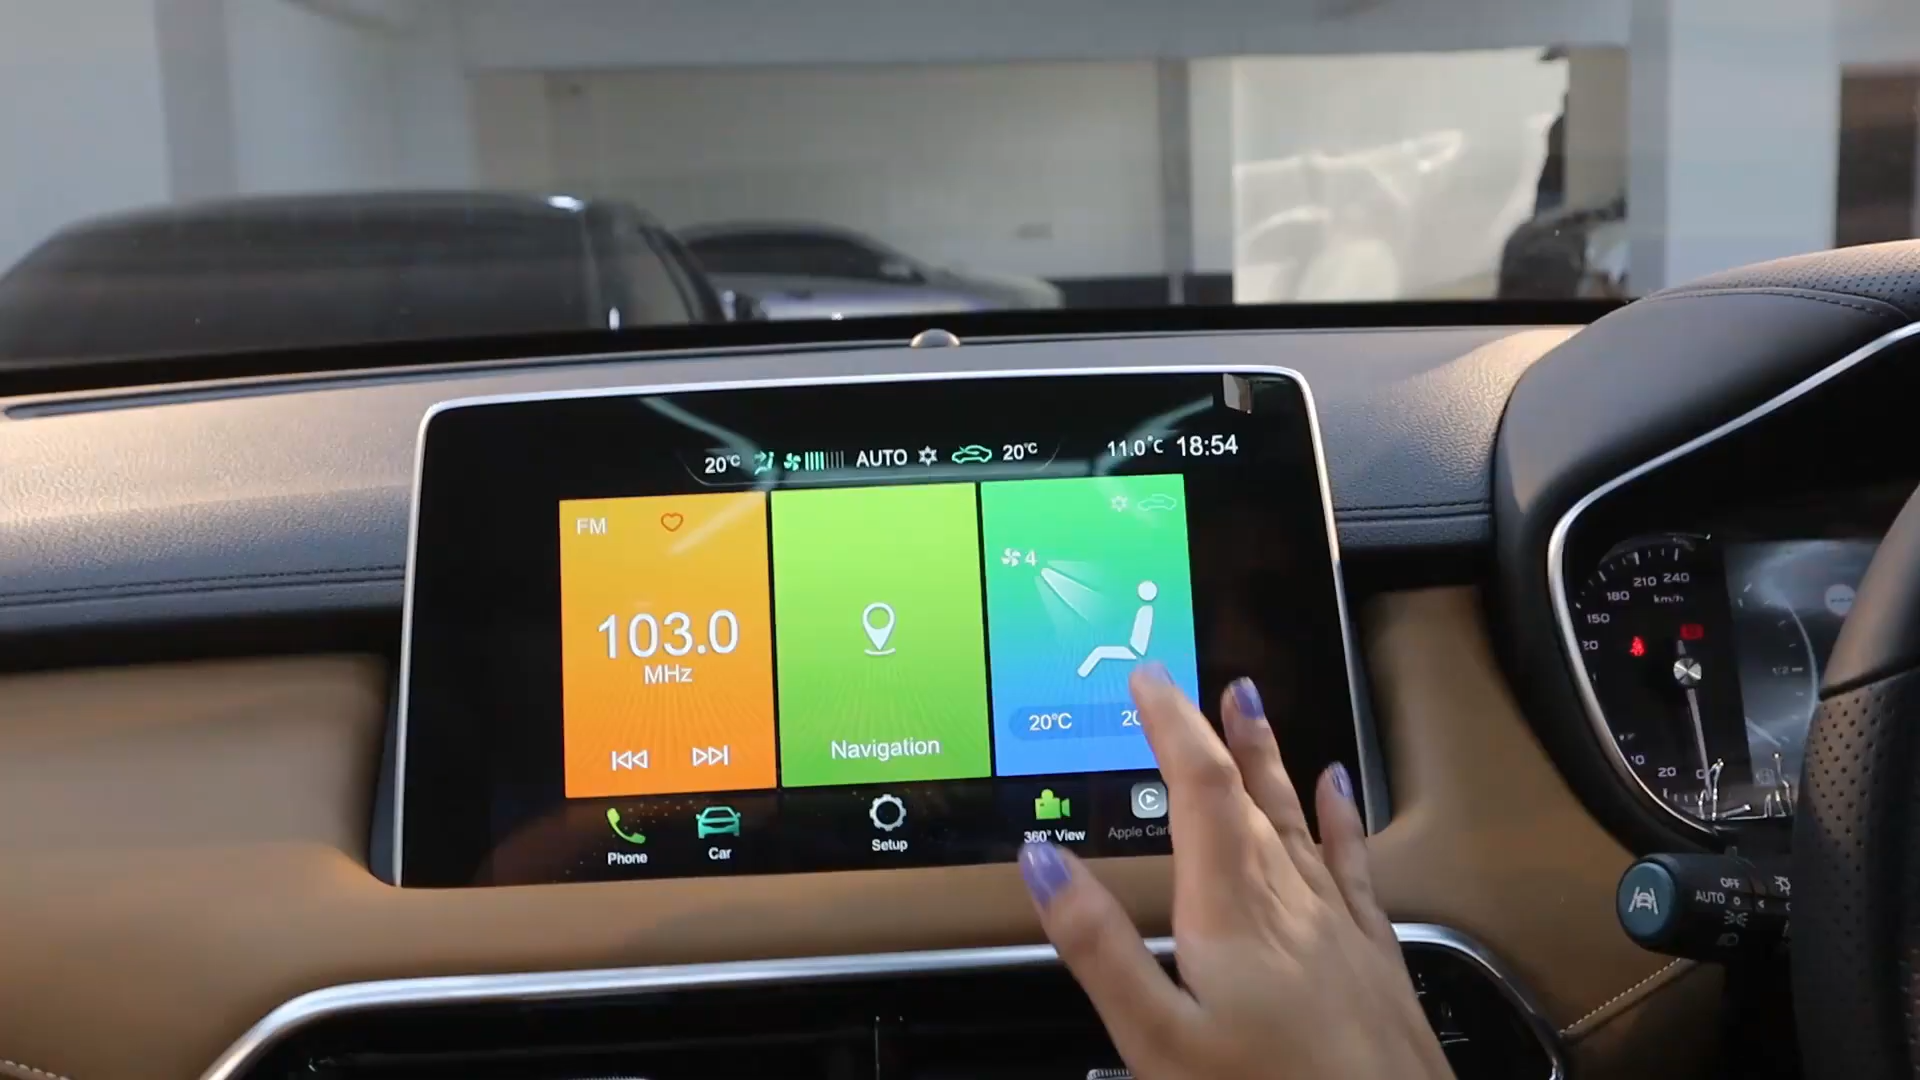 20°C AUTO 20°C 11.0°C 18:54
FM
4
103.0
MHz
Navigation
20°C
Phone
Car
Setup
360° View
Apple Car
210 240
180 km/h
150
20
OFF
AUTO